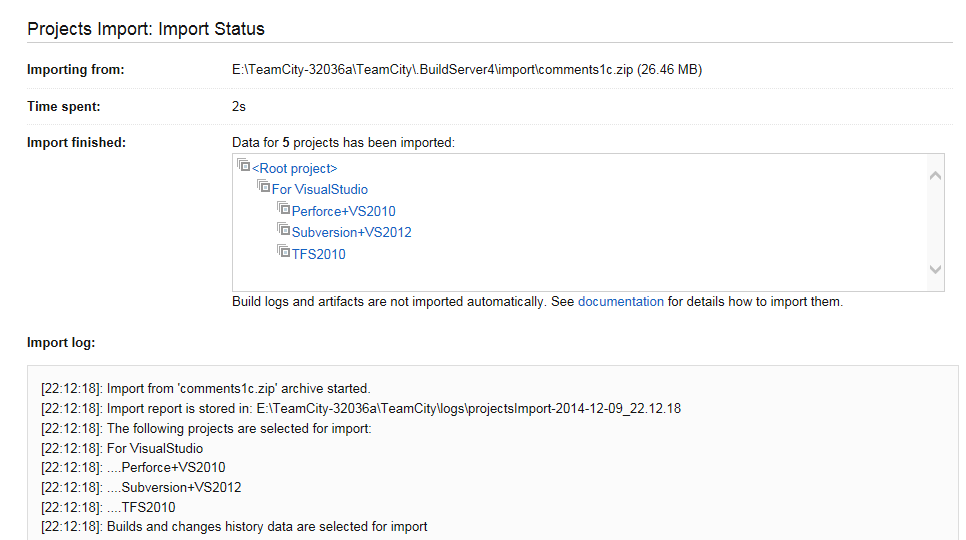 Projects Import: Import Status
Importing from: E:\TeamCity-32036a\TeamCity\.BuildServer4\import\comments1c.zip (26.46 MB)
Time spent: 2s
Import finished: Data for 5 projects has been imported:
<Root project>
For VisualStudio
Perforce+VS2010
Subversion+VS2012
TFS2010
Build logs and artifacts are not imported automatically. See documentation for details how to import them.
Import log:
[22:12:18]: Import from 'comments1c.zip' archive started.
[22:12:18]: Import report is stored in: E:\TeamCity-32036a\TeamCity\logs\projectsImport-2014-12-09_22.12.18
[22:12:18]: The following projects are selected for import:
[22:12:18]: For VisualStudio
[22:12:18]: ....Perforce+VS2010
[22:12:18]: ....Subversion+VS2012
[22:12:18]: ....TFS2010
[22:12:18]: Builds and changes history data are selected for import